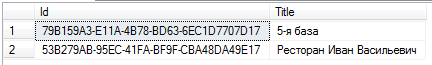 Id Title
1 79B159A3-E11A-4B78-BD63-6EC1D7707D17 5-я база
2 53B279AB-95EC-41FA-BF9F-CBA48DA49E17 Ресторан Иван Васильевич